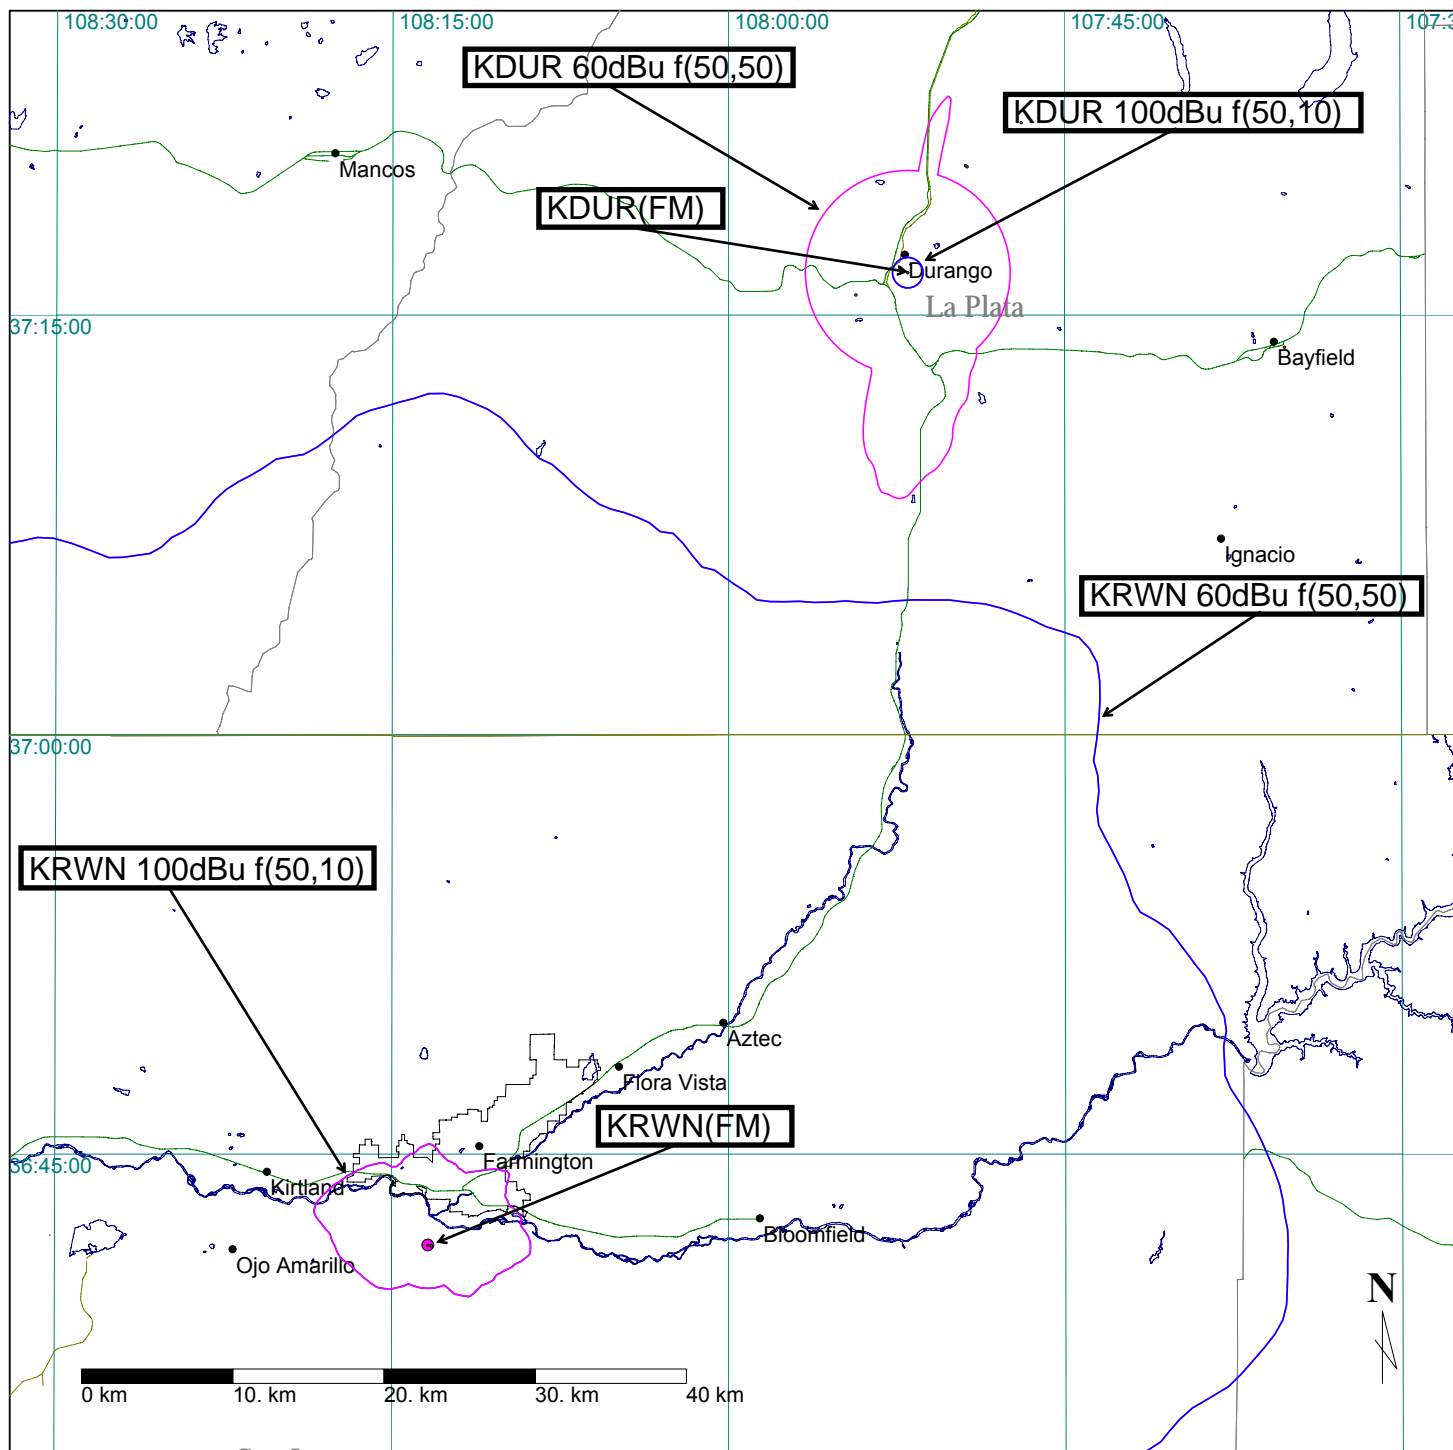 108:30:00
108:15:00
108:00:00
107:45:00
KDUR 60dBu f(50,50)
KDUR 100dBu f(50,10)
Mancos
KDUR(FM)
Durango
La Plata
37:15:00
Bayfield
Ignacio
KRWN 60dBu f(50,50)
37:00:00
KRWN 100dBu f(50,10)
Aztec
Flora Vista
KRWN(FM)
Farmington
36:45:00
Kirtland
Bloomfield
Ojo Amarillo
N
0 km 10. km 20. km 30. km 40 km